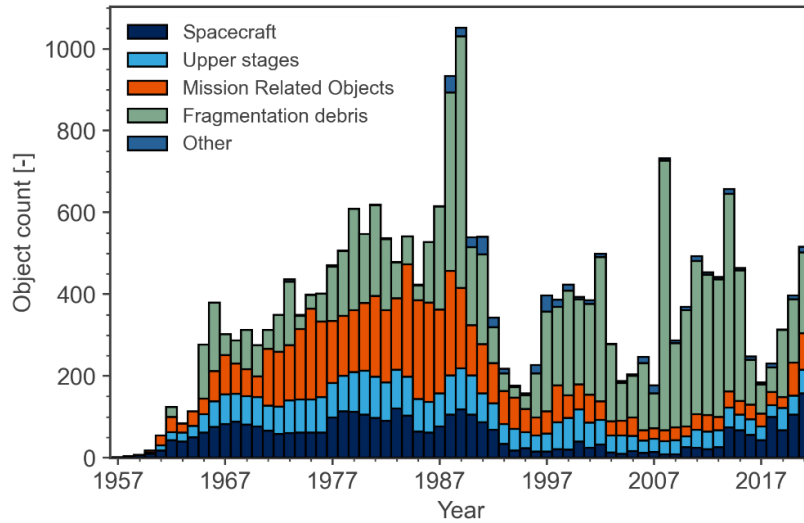 Spacecraft
Upper stages
Mission Related Objects
Fragmentation debris
Other
Object count [-]
1000
800
600
400
200
0
1957 1967 1977 1987 1997 2007 2017
Year